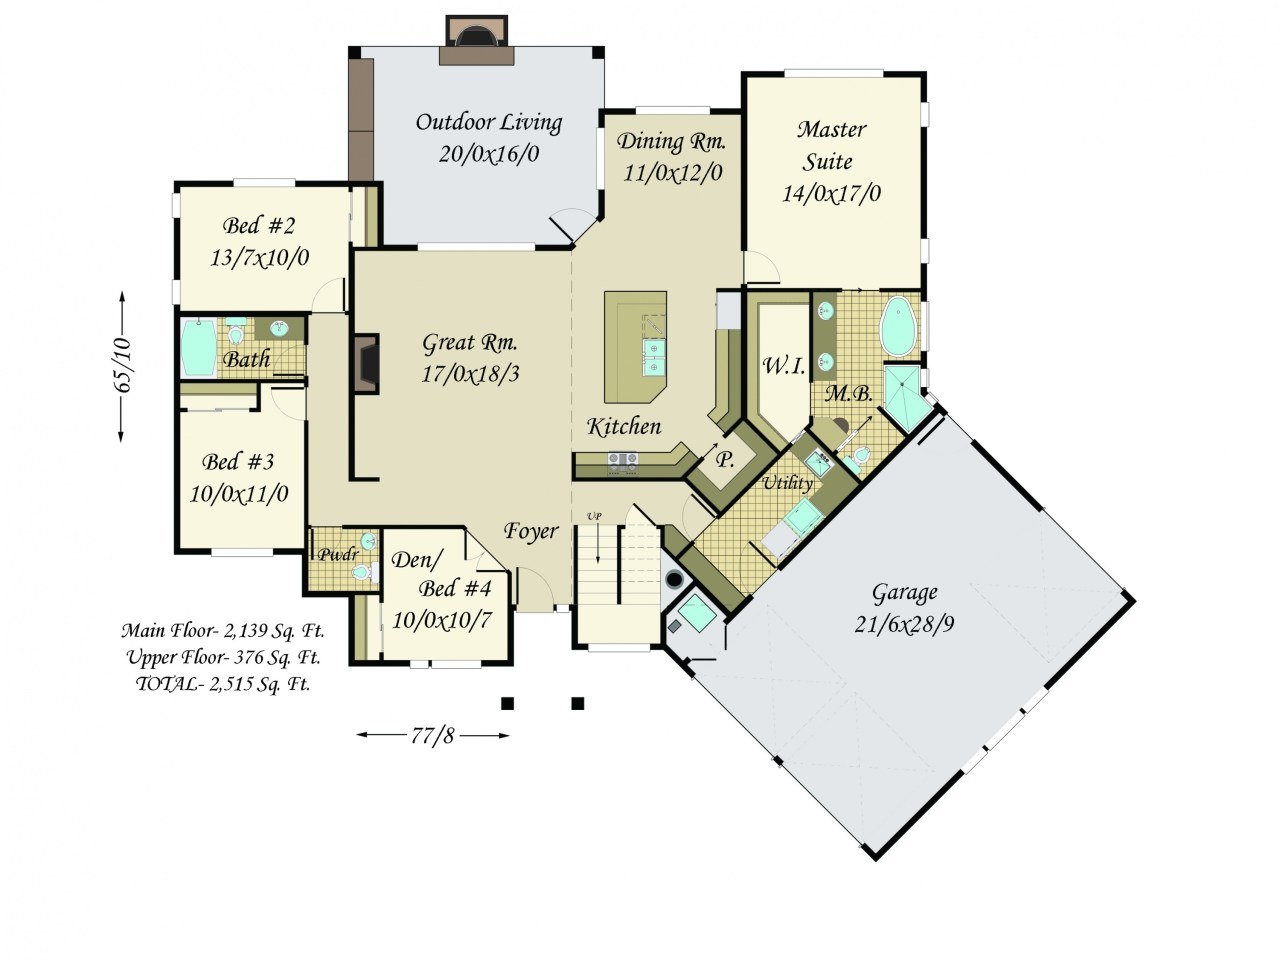 Outdoor Living
20/0x16/0
Dining Rm.
11/0x12/0
Master
Suite
14/0x17/0
Bed #2
13/7x10/0
65/10
Bath
Great Rm.
17/0x18/3
W.I.
M.B.
Kitchen
P.
Bed #3
10/0x11/0
Utility
UP
Foyer
Pwdr
Den/
Bed #4
10/0x10/7
Garage
21/6x28/9
Main Floor- 2,139 Sq. Ft.
Upper Floor- 376 Sq. Ft.
TOTAL- 2,515 Sq. Ft.
77/8